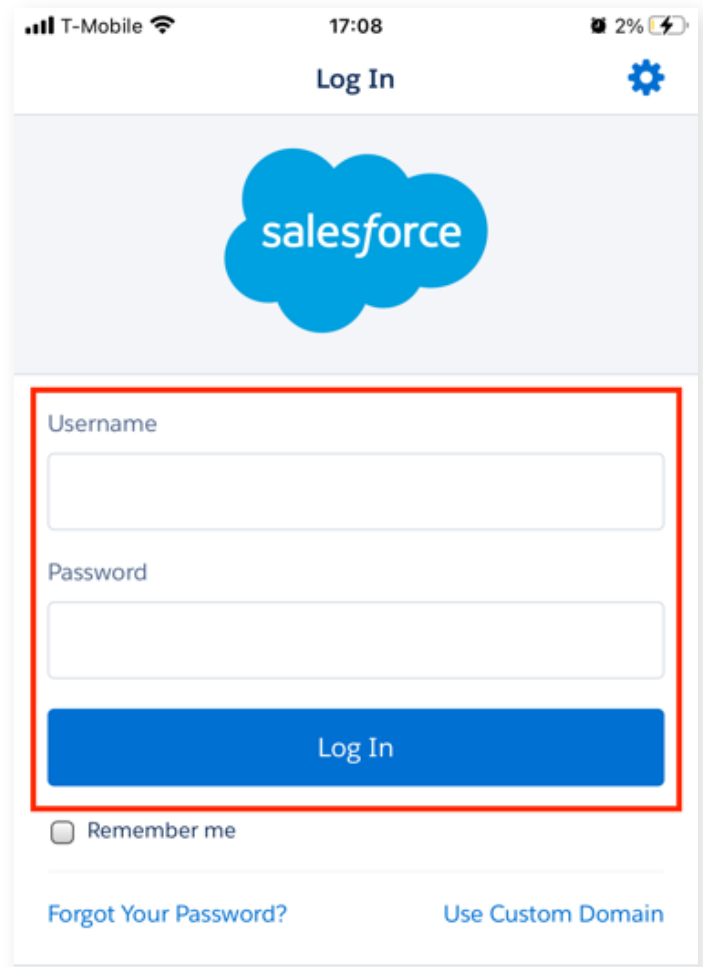 T-Mobile 17:08 2%
Log In
salesforce
Username
Password
Log In
Remember me
Forgot Your Password? Use Custom Domain